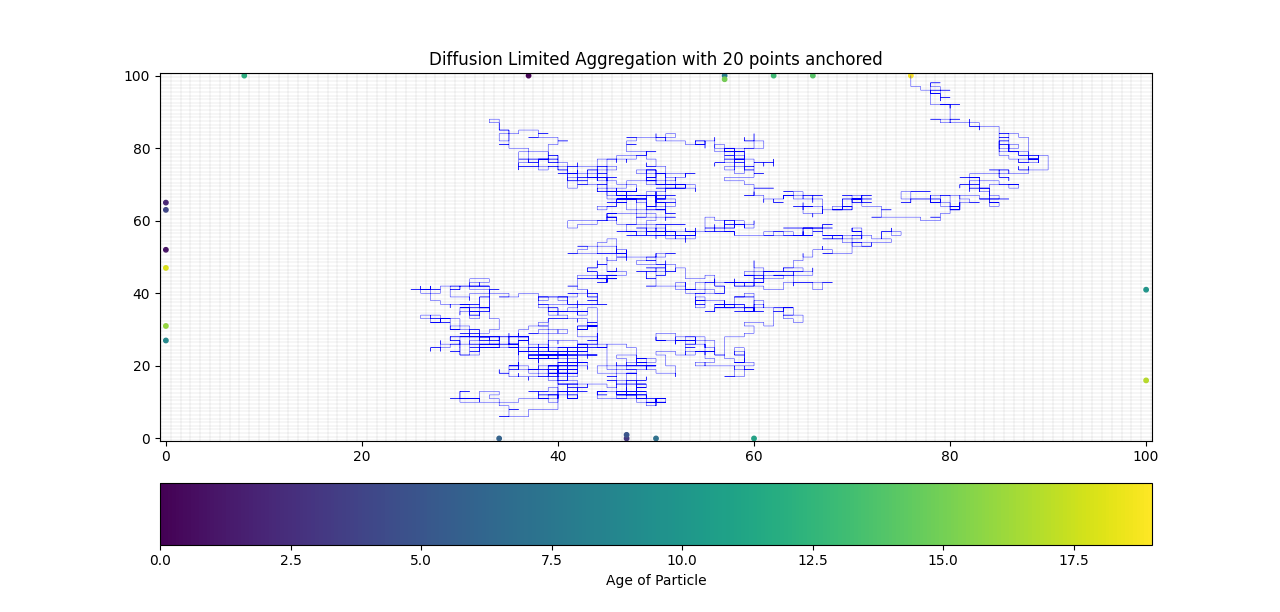 Diffusion Limited Aggregation with 20 points anchored
100
80
60
40
20
0
0 20 40 60 80 100
0.0 2.5 5.0 7.5 10.0 12.5 15.0 17.5
Age of Particle